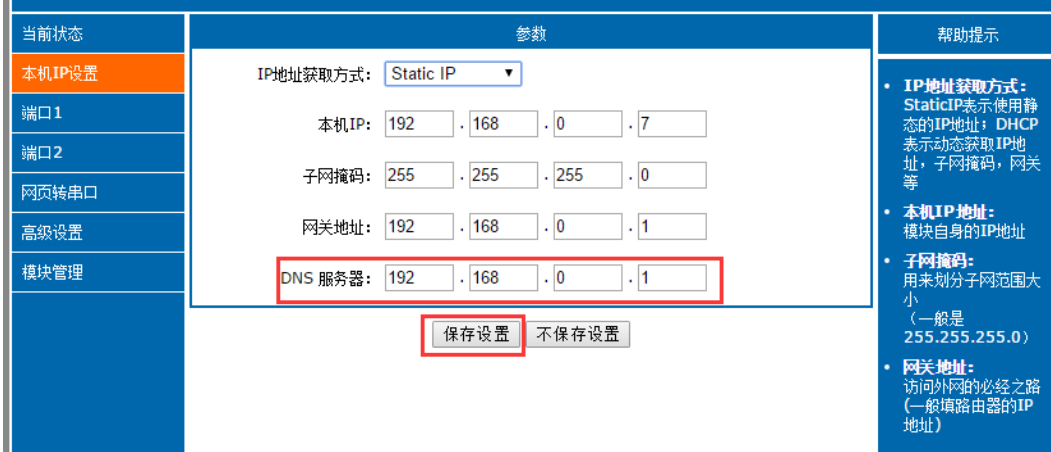 当前状态
本机IP设置
端口1
端口2
网页转串口
高级设置
模块管理
参数
IP地址获取方式： Static IP ▼
本机IP： 192 . 168 . 0 . 7
子网掩码： 255 . 255 . 255 . 0
网关地址： 192 . 168 . 0 . 1
DNS 服务器： 192 . 168 . 0 . 1
保存设置 不保存设置
帮助提示
• IP地址获取方式：
StaticIP表示使用静
态的IP地址；DHCP
表示动态获取IP地
址，子网掩码，网关
等
• 本机IP地址：
模块自身的IP地址
• 子网掩码：
用来划分子网范围大
小
（一般是
255.255.255.0）
• 网关地址：
访问外网的必经之路
(一般填路由器的IP
地址)